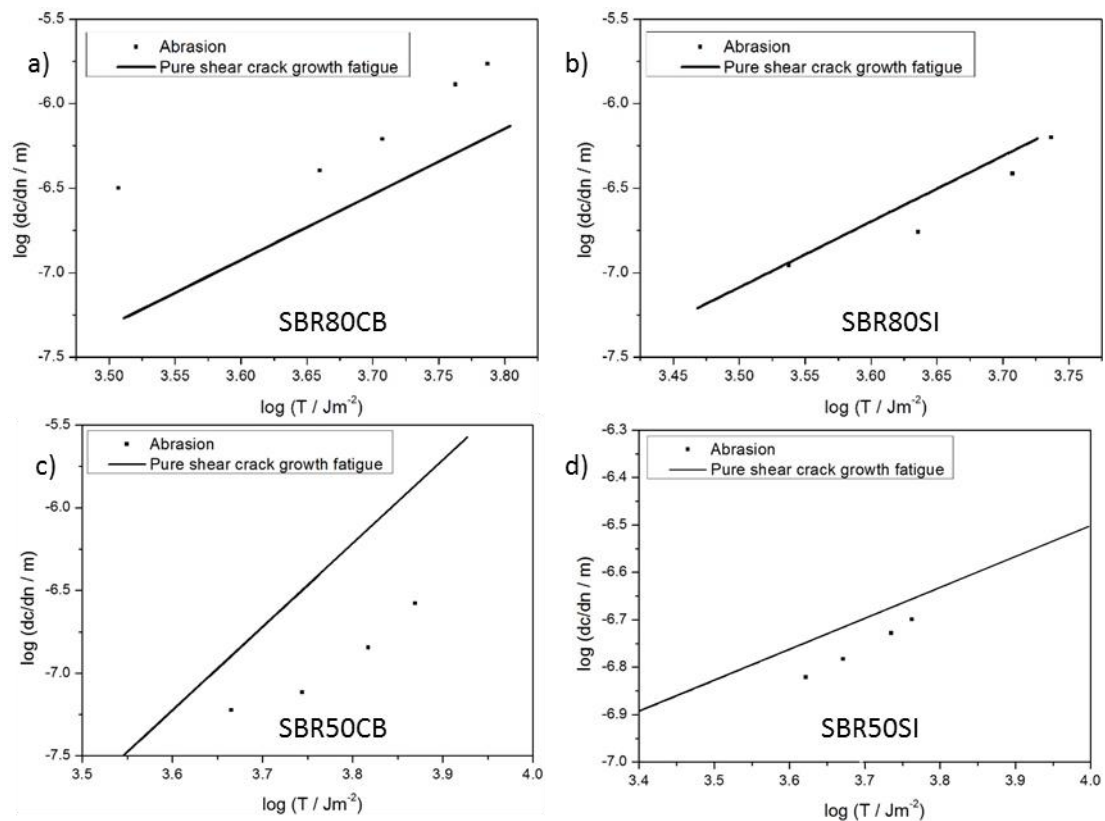 a)
Abrasion
Pure shear crack growth fatigue
-5.5
-6.0
-6.5
-7.0
-7.5
log (dc/dn / m)
SBR80CB
3.50 3.55 3.60 3.65 3.70 3.75 3.80
log (T / Jm⁻²)
b)
Abrasion
Pure shear crack growth fatigue
-5.5
-6.0
-6.5
-7.0
-7.5
log (dc/dn / m)
SBR80SI
3.45 3.50 3.55 3.60 3.65 3.70 3.75
log (T / Jm⁻²)
c)
Abrasion
Pure shear crack growth fatigue
-5.5
-6.0
-6.5
-7.0
-7.5
log (dc/dn / m)
SBR50CB
3.5 3.6 3.7 3.8 3.9 4.0
log (T / Jm⁻²)
d)
Abrasion
Pure shear crack growth fatigue
-6.3
-6.4
-6.5
-6.6
-6.7
-6.8
-6.9
-7.0
log (dc/dn / m)
SBR50SI
3.4 3.5 3.6 3.7 3.8 3.9 4.0
log (T / Jm⁻²)